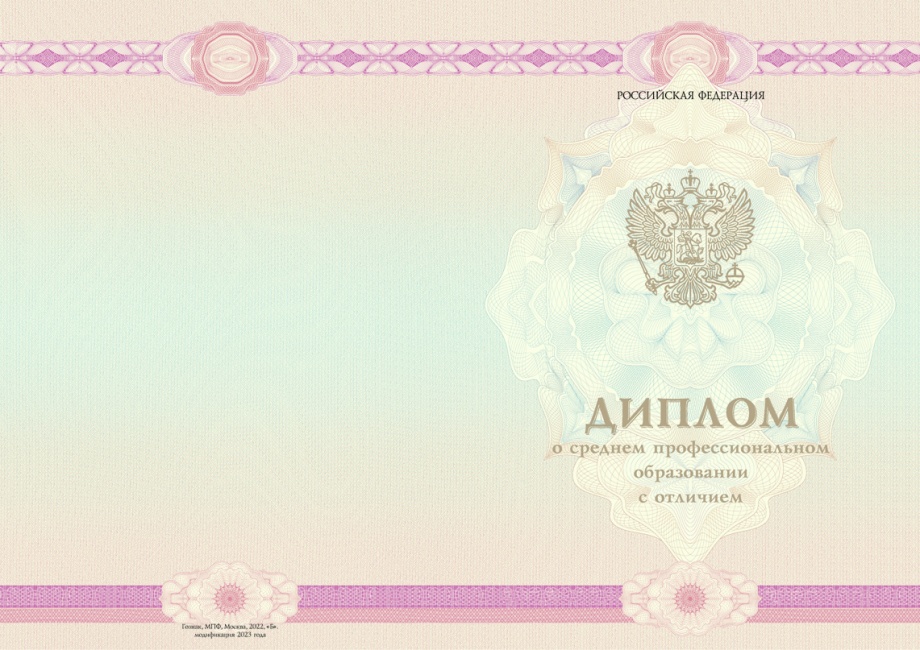 РОССИЙСКАЯ ФЕДЕРАЦИЯ
ДИПЛОМ
о среднем профессиональном
образовании
с отличием
Гознак, МПФ, Москва, 2022, «Б».
модификация 2023 года